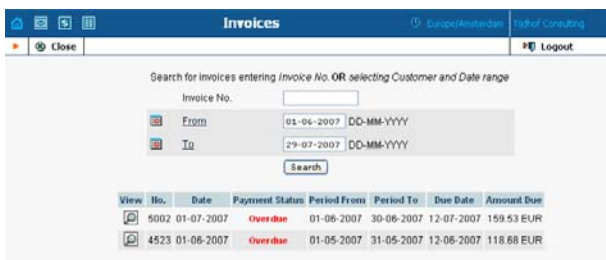 Invoices Europe/Amsterdam Tadhof Consulting
Close Logout
Search for invoices entering Invoice No. OR selecting Customer and Date range
Invoice No.
From 01-06-2007 DD-MM-YYYY
To 29-07-2007 DD-MM-YYYY
Search
View No. Date Payment Status Period From Period To Due Date Amount Due
5002 01-07-2007 Overdue 01-06-2007 30-06-2007 12-07-2007 159.53 EUR
4523 01-06-2007 Overdue 01-05-2007 31-05-2007 12-06-2007 118.68 EUR